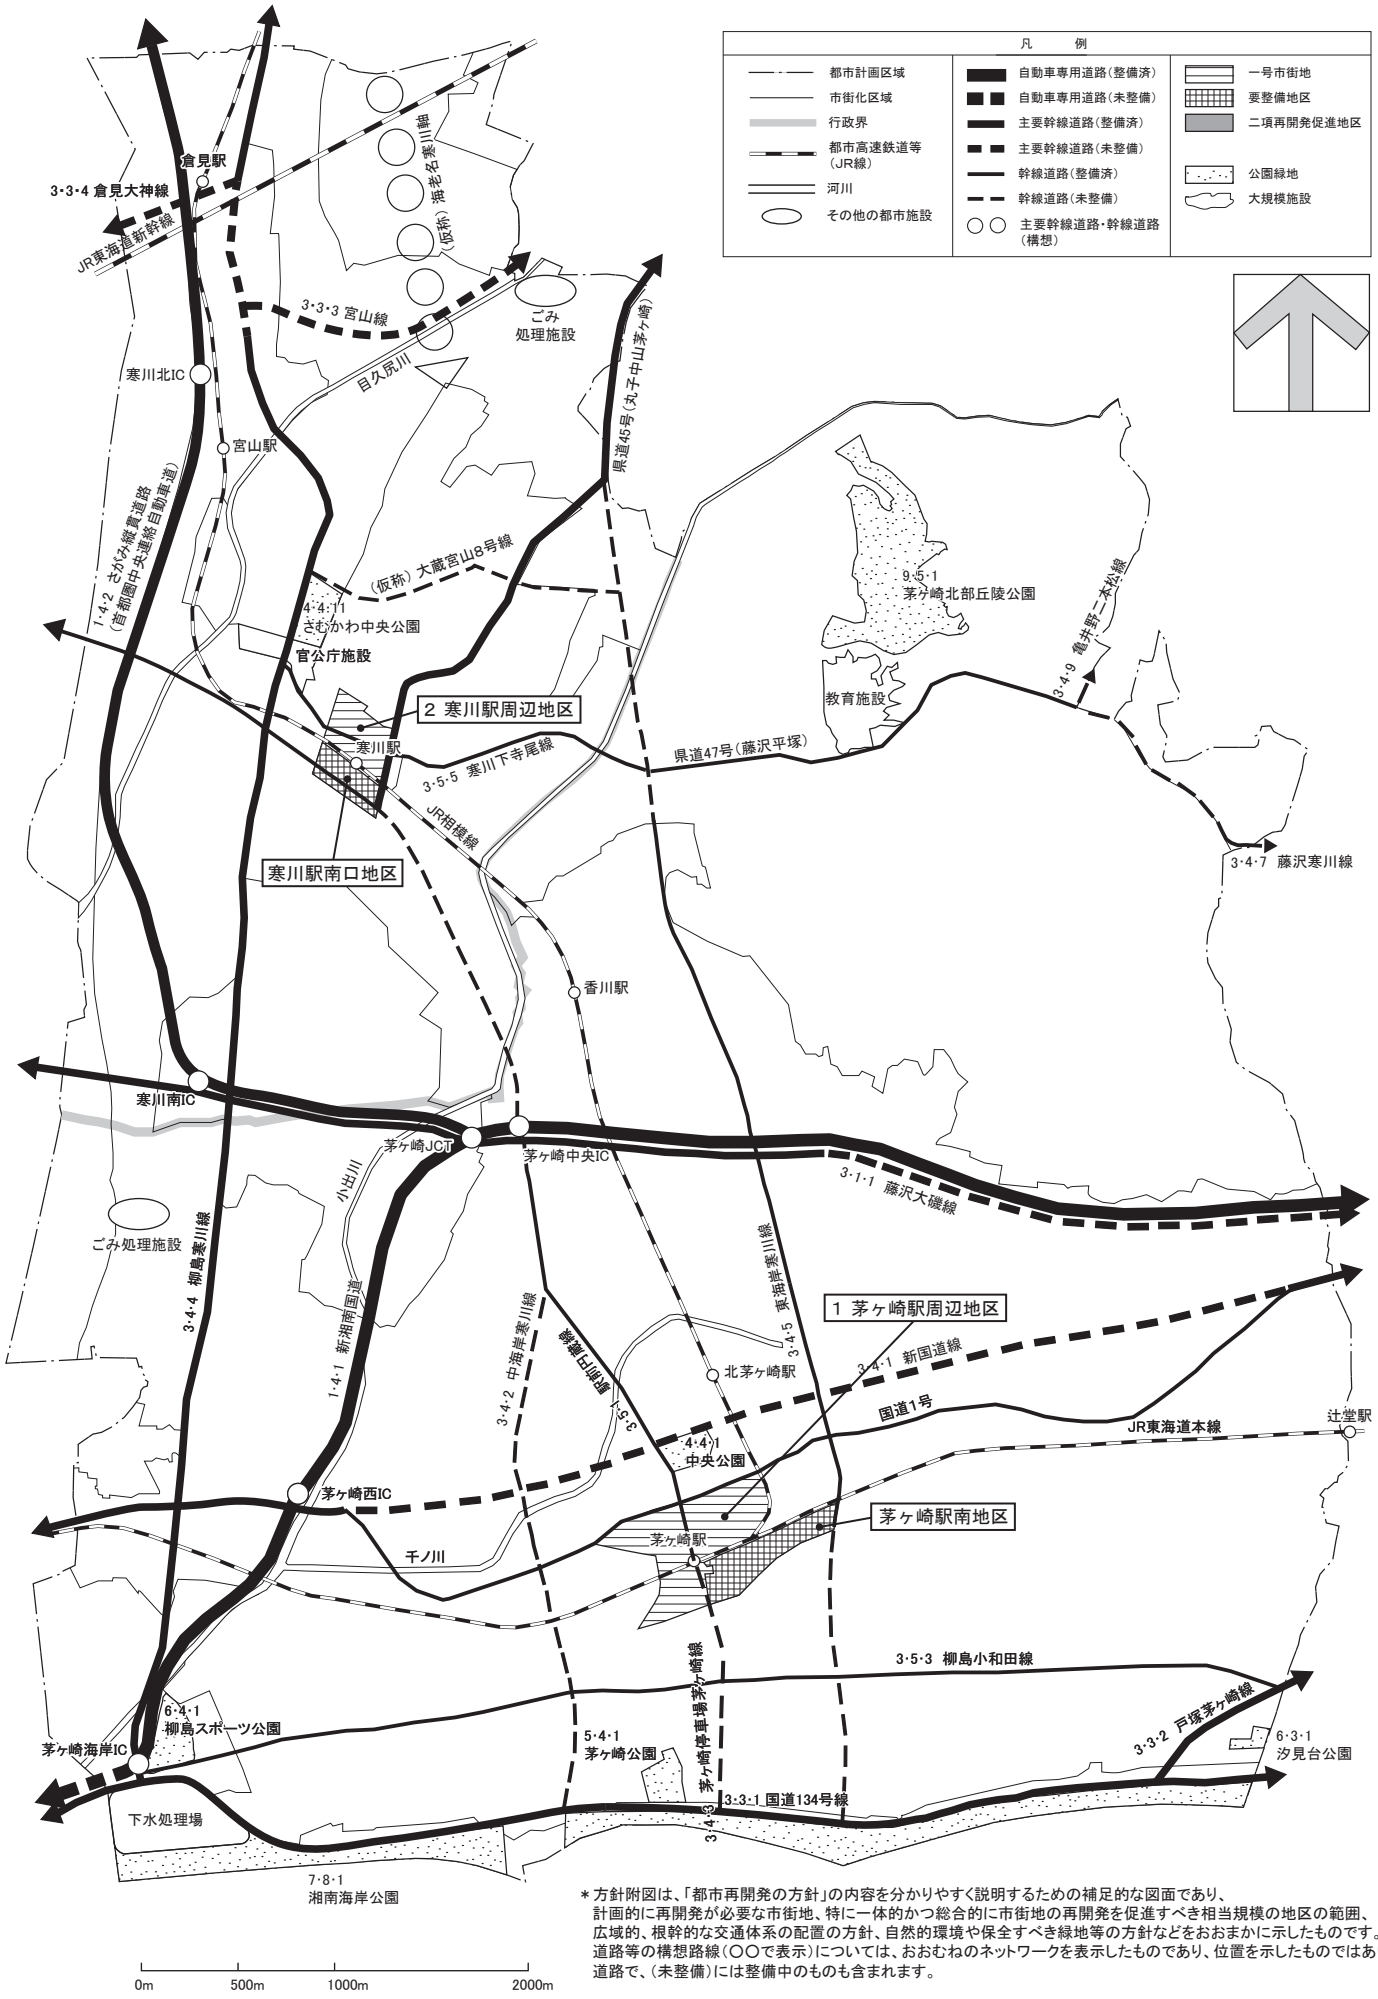 凡　例
都市計画区域
市街化区域
行政界
都市高速鉄道等
(JR線)
河川
その他の都市施設
自動車専用道路(整備済)
自動車専用道路(未整備)
主要幹線道路(整備済)
主要幹線道路(未整備)
幹線道路(整備済)
幹線道路(未整備)
主要幹線道路・幹線道路
(構想)
一号市街地
要整備地区
二項再開発促進地区
公園緑地
大規模施設
倉見駅
3・3・4 倉見大神線
JR東海道新幹線
(仮称)海老名寒川軸
3・3・3 宮山線
ごみ
処理施設
目久尻川
県道45号(丸子中山茅ヶ崎)
寒川北IC
宮山駅
1・4・2 さがみ縦貫道路
(首都圏中央連絡自動車道)
(仮称)大蔵宮山8号線
4・4・11
さむかわ中央公園
官公庁施設
9・5・1
茅ヶ崎北部丘陵公園
3・4・9 亀井野二本松線
教育施設
2 寒川駅周辺地区
寒川駅
3・5・5 寒川下寺尾線
県道47号(藤沢平塚)
JR相模線
寒川駅南口地区
3・4・7 藤沢寒川線
香川駅
寒川南IC
茅ヶ崎JCT
茅ヶ崎中央IC
小出川
3・1・1 藤沢大磯線
ごみ処理施設
3・4・4 柳島寒川線
1・4・1 新湘南国道
3・4・2 中海岸寒川線
3・5・1 駅前円蔵線
3・4・5 東海岸寒川線
1 茅ヶ崎駅周辺地区
北茅ヶ崎駅
3・4・1 新国道線
国道1号
辻堂駅
JR東海道本線
4・4・1
中央公園
茅ヶ崎西IC
茅ヶ崎駅南地区
茅ヶ崎駅
千ノ川
3・5・3 柳島小和田線
3・4・3 茅ヶ崎停車場茅ヶ崎線
6・4・1
柳島スポーツ公園
茅ヶ崎海岸IC
5・4・1
茅ヶ崎公園
3・3・2 戸塚茅ヶ崎線
6・3・1
汐見台公園
3・3・1 国道134号線
下水処理場
7・8・1
湘南海岸公園
＊方針附図は、「都市再開発の方針」の内容を分かりやすく説明するための補足的な図面であり、
計画的に再開発が必要な市街地、特に一体的かつ総合的に市街地の再開発を促進すべき相当規模の地区の範囲、
広域的、根幹的な交通体系の配置の方針、自然的環境や保全すべき緑地等の方針などをおおまかに示したものです。
道路等の構想路線(〇〇で表示)については、おおむねのネットワークを表示したものであり、位置を示したものではあ
道路で、(未整備)には整備中のものも含まれます。
0m
500m
1000m
2000m